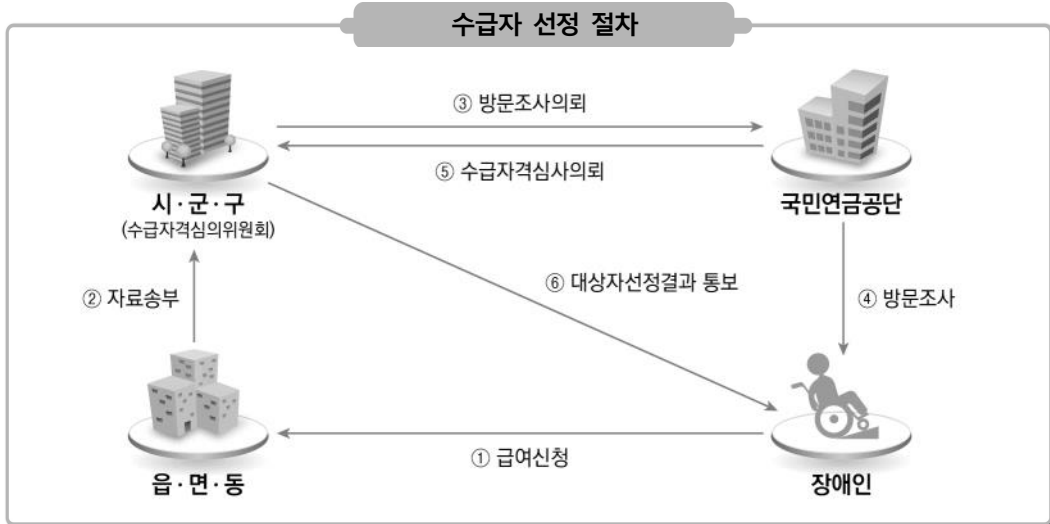 수급자 선정 절차
③ 방문조사의뢰
⑤ 수급자격심사의뢰
시·군·구
(수급자격심의위원회)
국민연금공단
② 자료송부
⑥ 대상자선정결과 통보
④ 방문조사
① 급여신청
읍·면·동
장애인